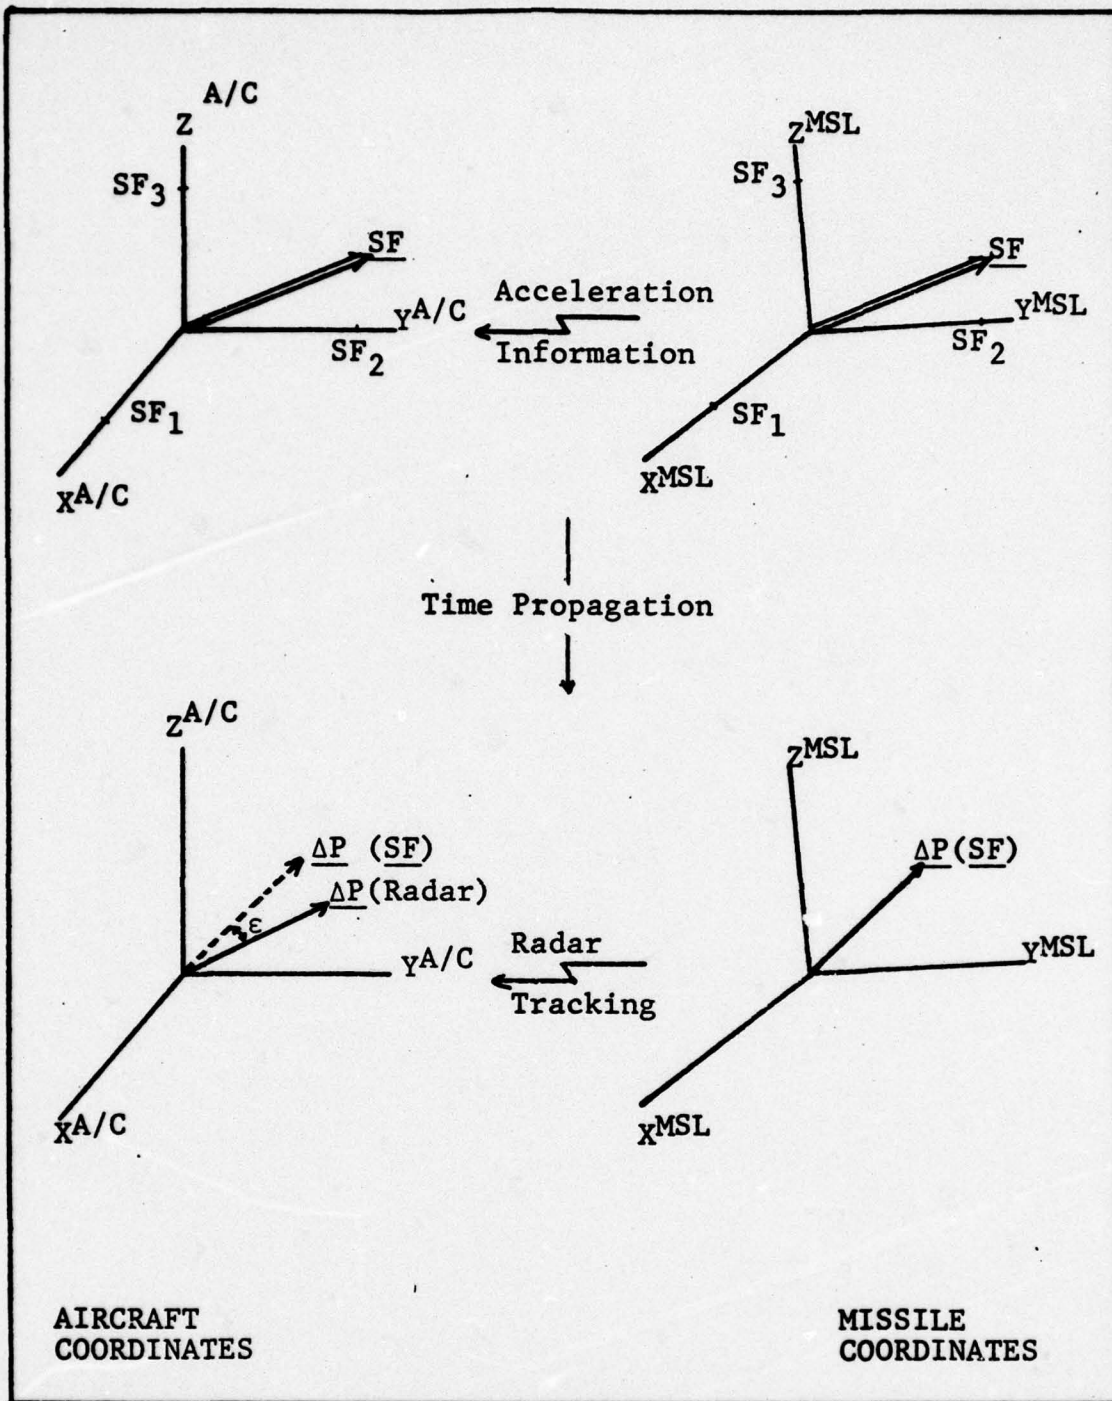 Z A/C
SF3
SF
Y A/C
SF2
SF1
X A/C
Acceleration
Information
Z MSL
SF3
SF
Y MSL
SF2
SF1
X MSL
Time Propagation
Z A/C
ΔP (SF)
ΔP (Radar)
ε
Y A/C
X A/C
Radar
Tracking
Z MSL
ΔP (SF)
Y MSL
X MSL
AIRCRAFT
COORDINATES
MISSILE
COORDINATES